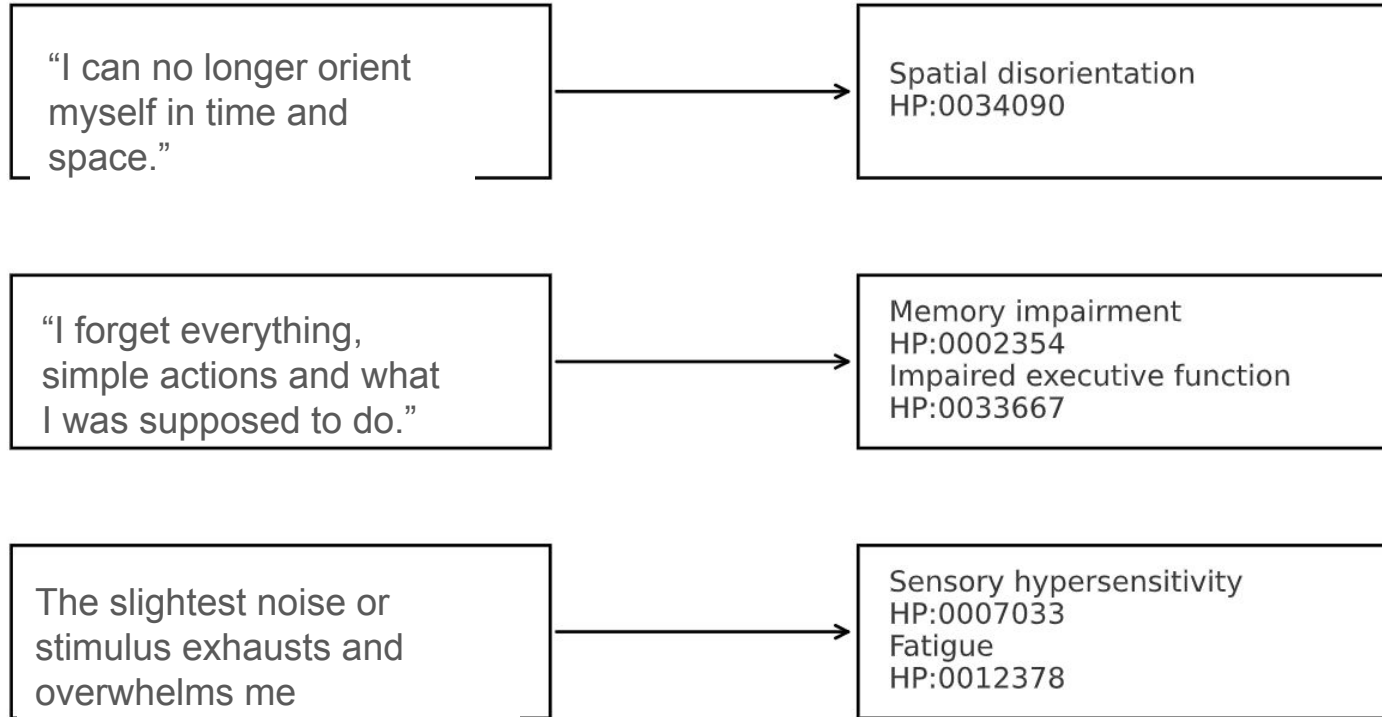 “I can no longer orient
myself in time and
space.”
Spatial disorientation
HP:0034090
“I forget everything,
simple actions and what
I was supposed to do.”
Memory impairment
HP:0002354
Impaired executive function
HP:0033667
The slightest noise or
stimulus exhausts and
overwhelms me
Sensory hypersensitivity
HP:0007033
Fatigue
HP:0012378